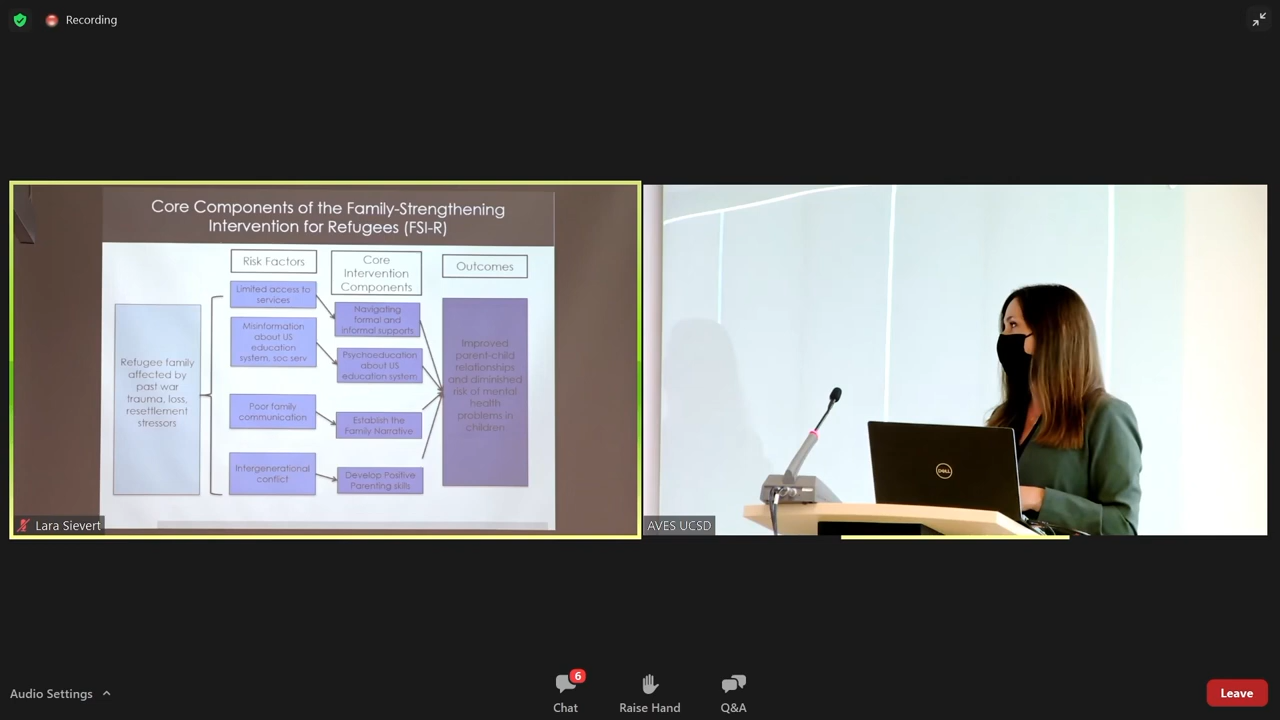 Recording
Core Components of the Family-Strengthening
Intervention for Refugees (FSI-R)
Risk Factors
Core
Intervention
Components
Outcomes
Refugee family
affected by
past war
trauma, loss,
resettlement
stressors
Limited access to
services
Misinformation
about US
education
system, soc serv
Poor family
communication
Intergenerational
conflict
Navigating
formal and
informal supports
Psychoeducation
about US
education system
Establish the
Family Narrative
Develop Positive
Parenting skills
Improved
parent-child
relationships
and diminished
risk of mental
health
problems in
children
Lara Sievert
AVES UCSD
DELL
Audio Settings
6
Chat
Raise Hand
Q&A
Leave